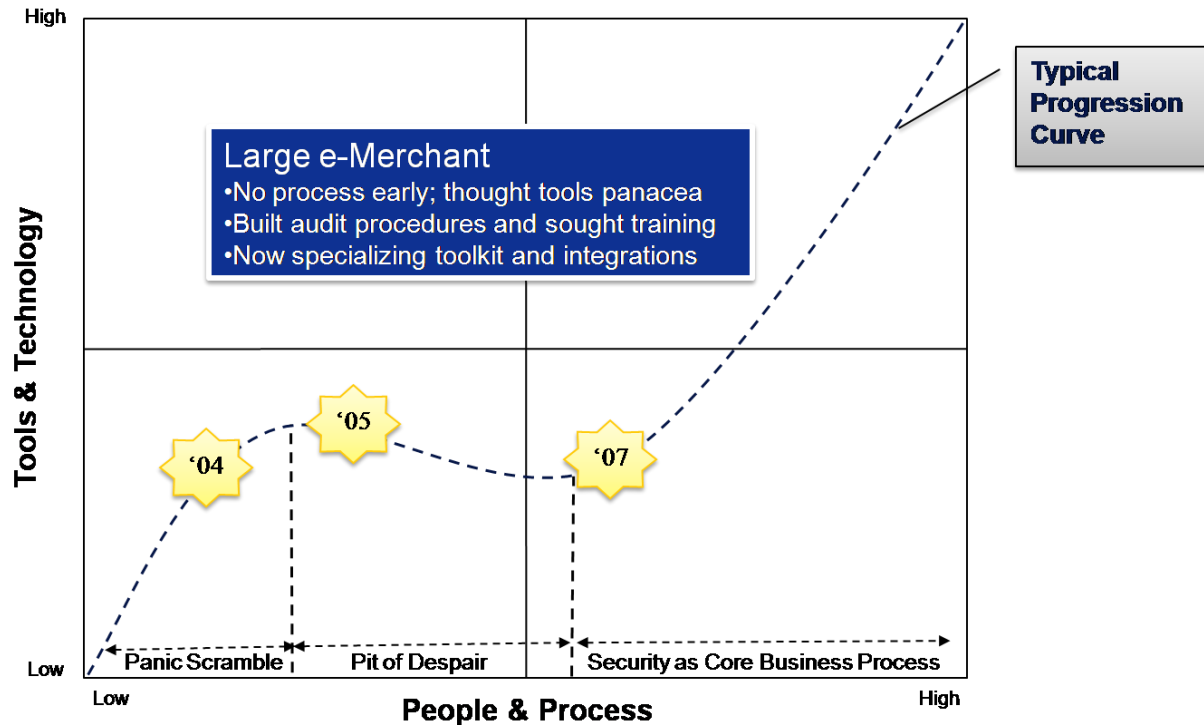 High
Typical
Progression
Curve
Large e-Merchant
•No process early; thought tools panacea
•Built audit procedures and sought training
•Now specializing toolkit and integrations
Tools & Technology
‘04
‘05
‘07
Panic Scramble
Pit of Despair
Security as Core Business Process
Low
Low
High
People & Process